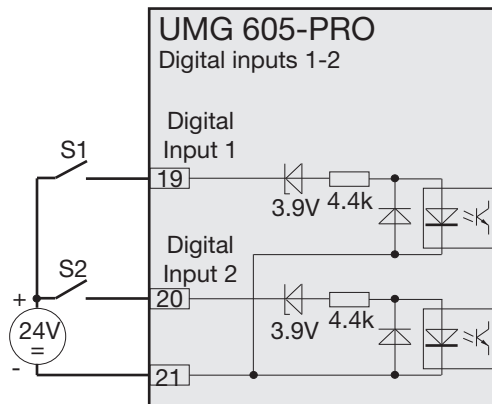 UMG 605-PRO
Digital inputs 1-2
Digital
Input 1
S1
19
3.9V
4.4k
Digital
Input 2
S2
20
3.9V
4.4k
+
24V
=
-
21